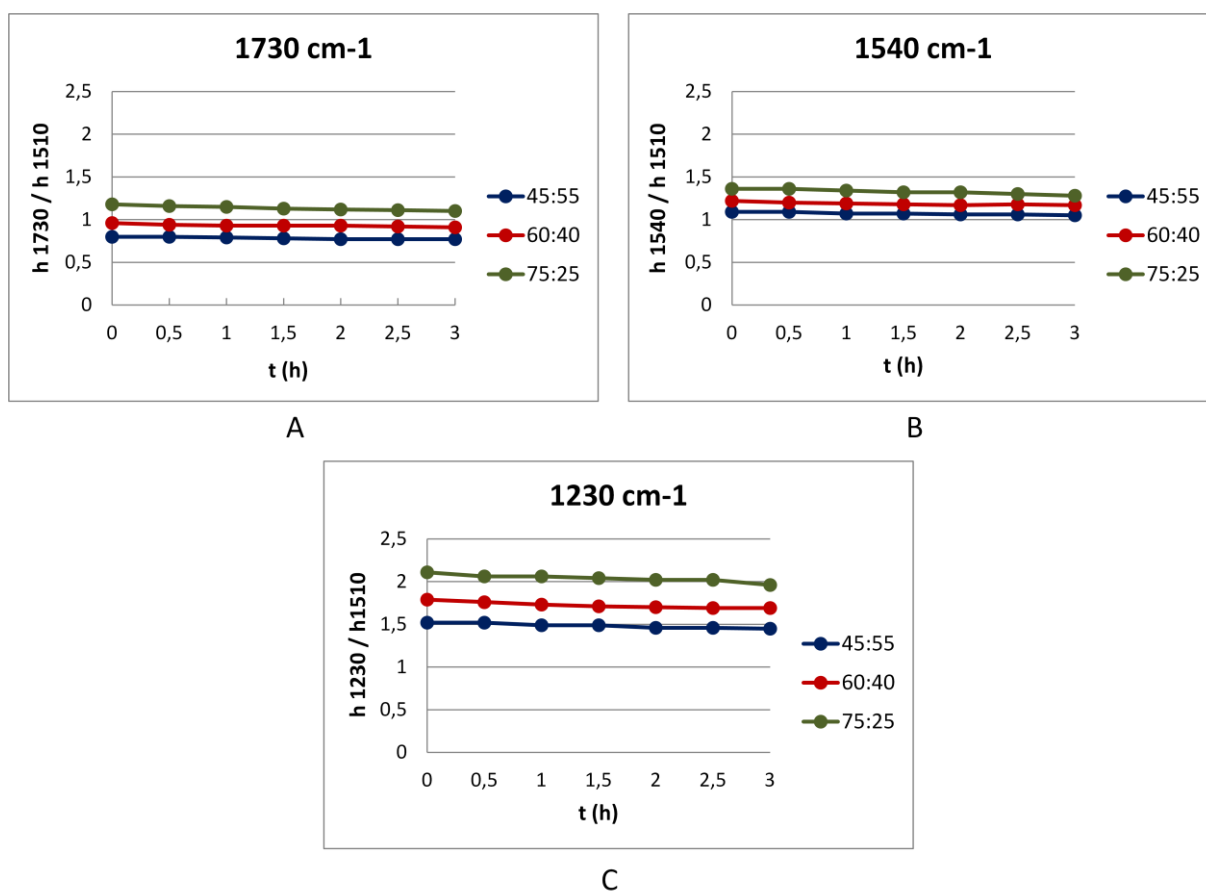 1730 cm-1
h 1730 / h 1510
2,5
2
1,5
1
0,5
0
0 0,5 1 1,5 2 2,5 3
t (h)
45:55
60:40
75:25
A
1540 cm-1
h 1540 / h 1510
2,5
2
1,5
1
0,5
0
0 0,5 1 1,5 2 2,5 3
t (h)
45:55
60:40
75:25
B
1230 cm-1
h 1230 / h1510
2,5
2
1,5
1
0,5
0
0 0,5 1 1,5 2 2,5 3
t (h)
45:55
60:40
75:25
C